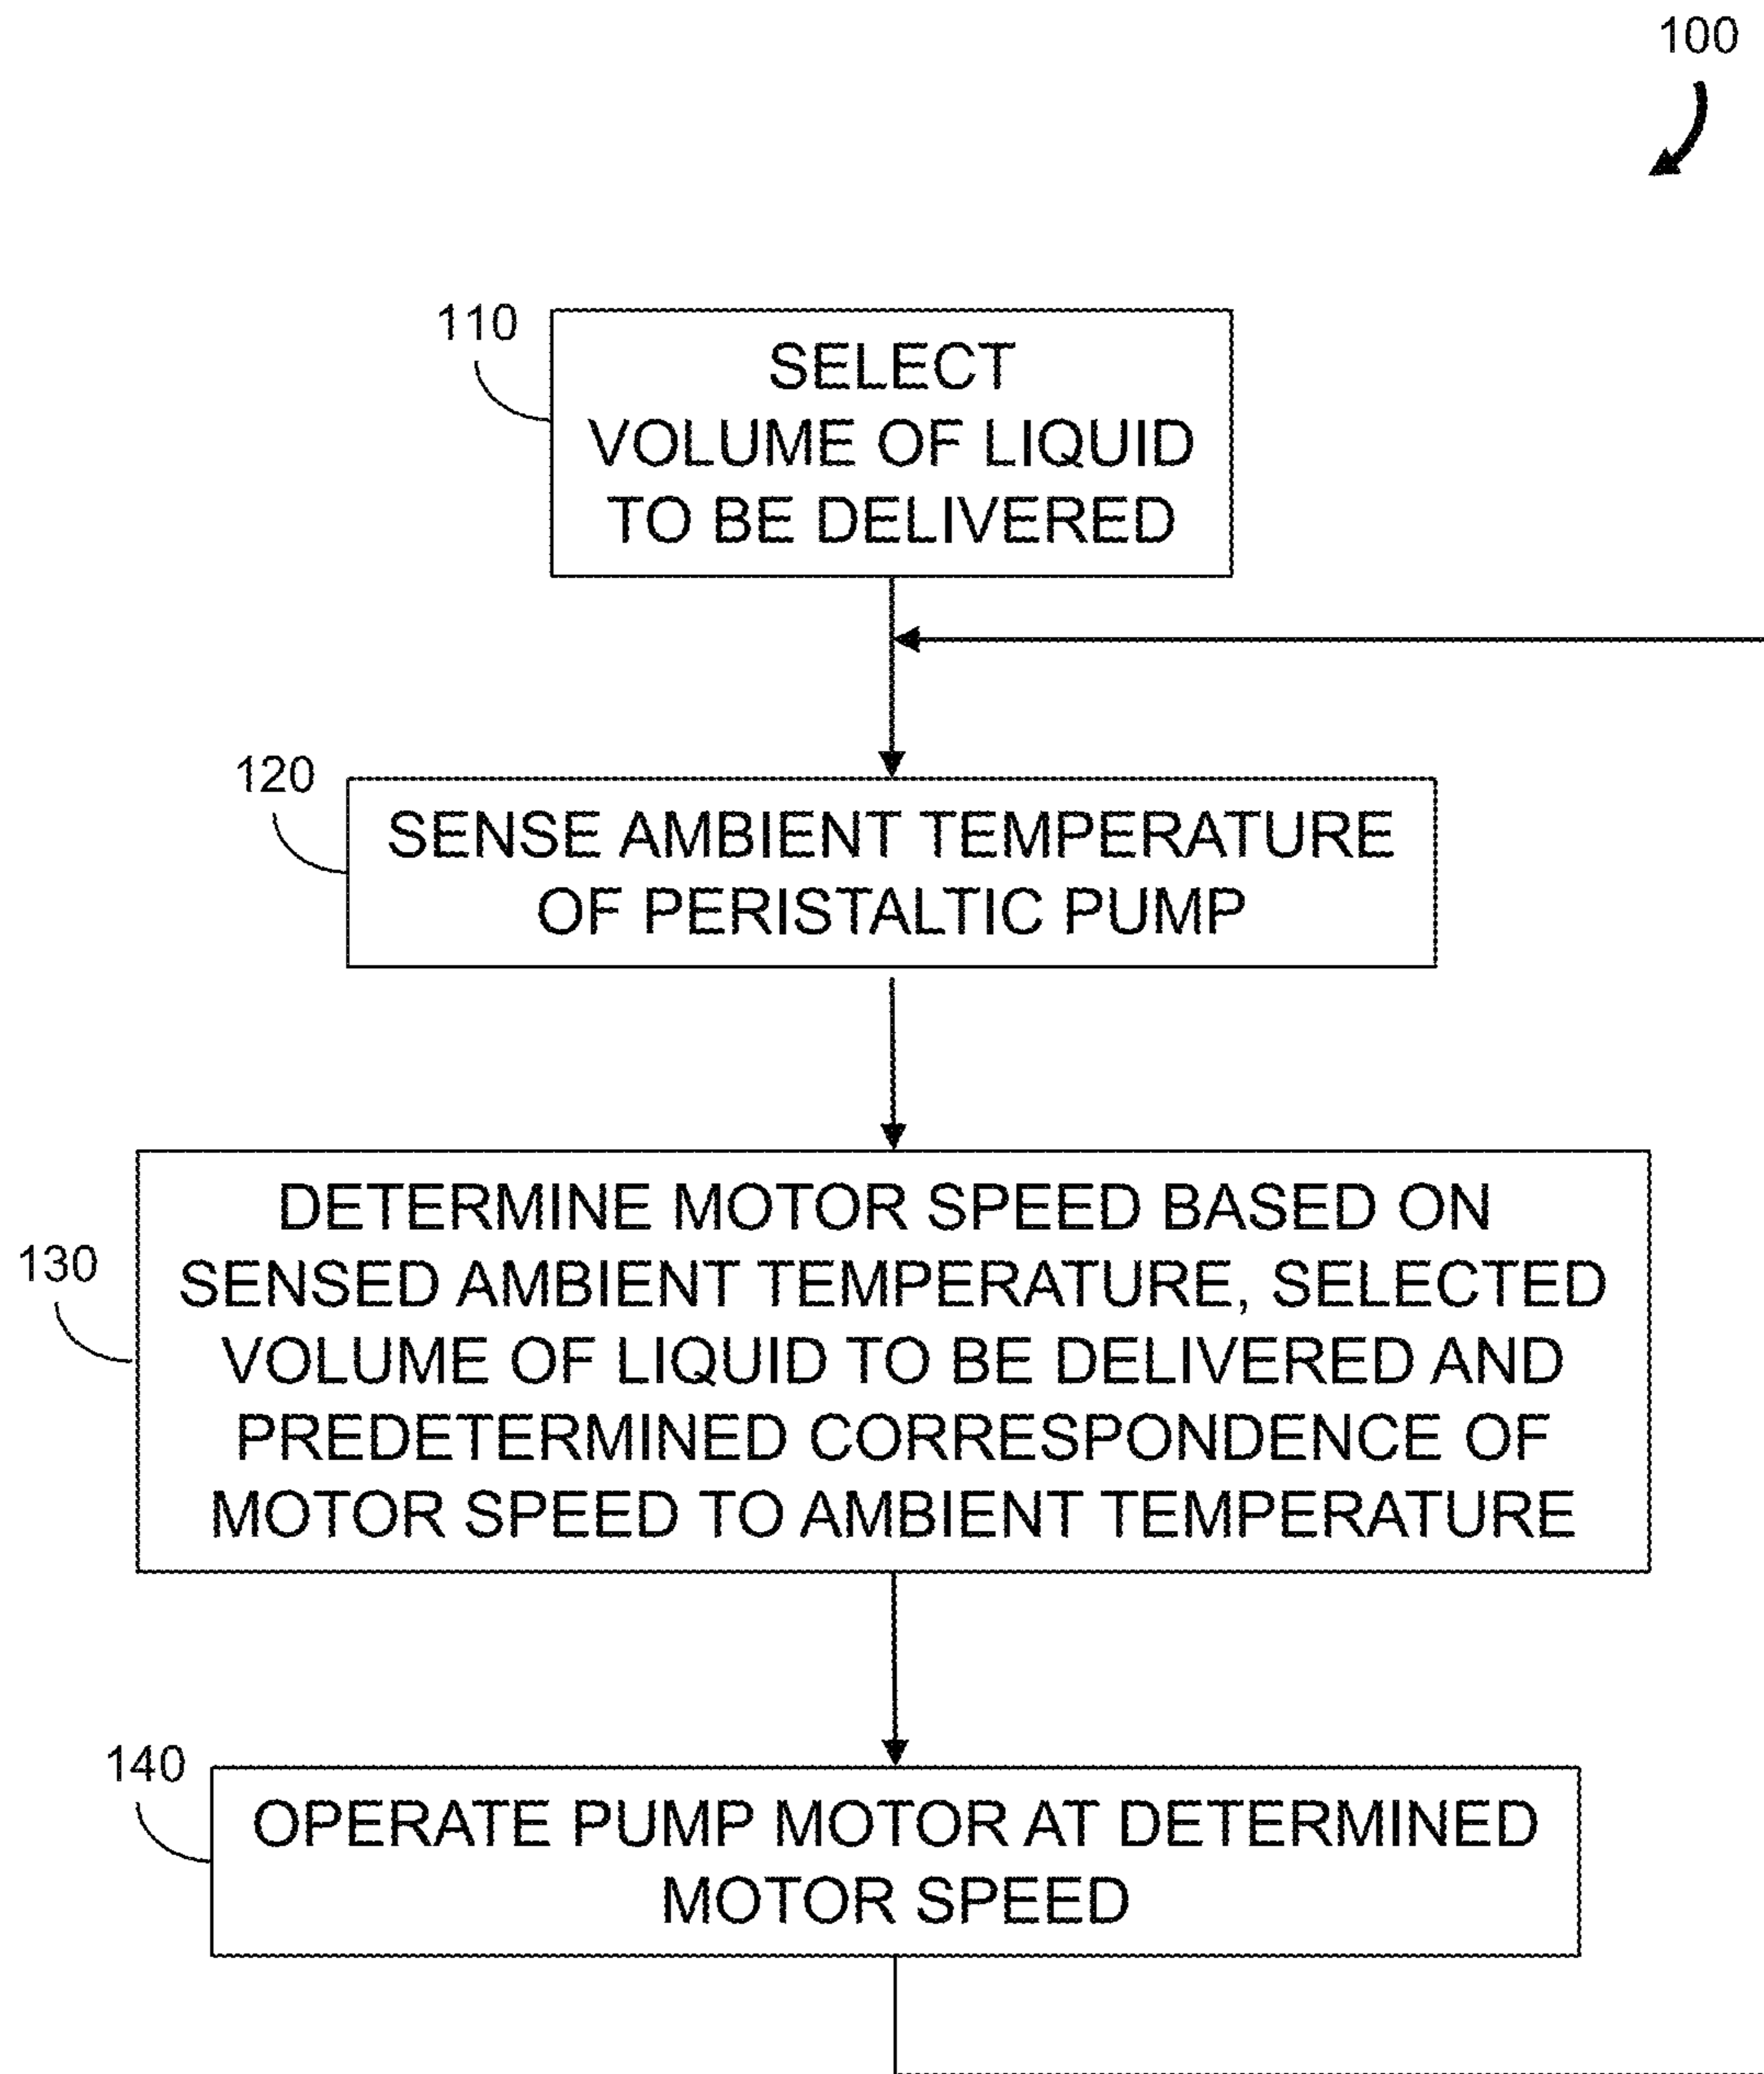 100
110
SELECT
VOLUME OF LIQUID
TO BE DELIVERED
120
SENSE AMBIENT TEMPERATURE
OF PERISTALTIC PUMP
130
DETERMINE MOTOR SPEED BASED ON
SENSED AMBIENT TEMPERATURE, SELECTED
VOLUME OF LIQUID TO BE DELIVERED AND
PREDETERMINED CORRESPONDENCE OF
MOTOR SPEED TO AMBIENT TEMPERATURE
140
OPERATE PUMP MOTOR AT DETERMINED
MOTOR SPEED